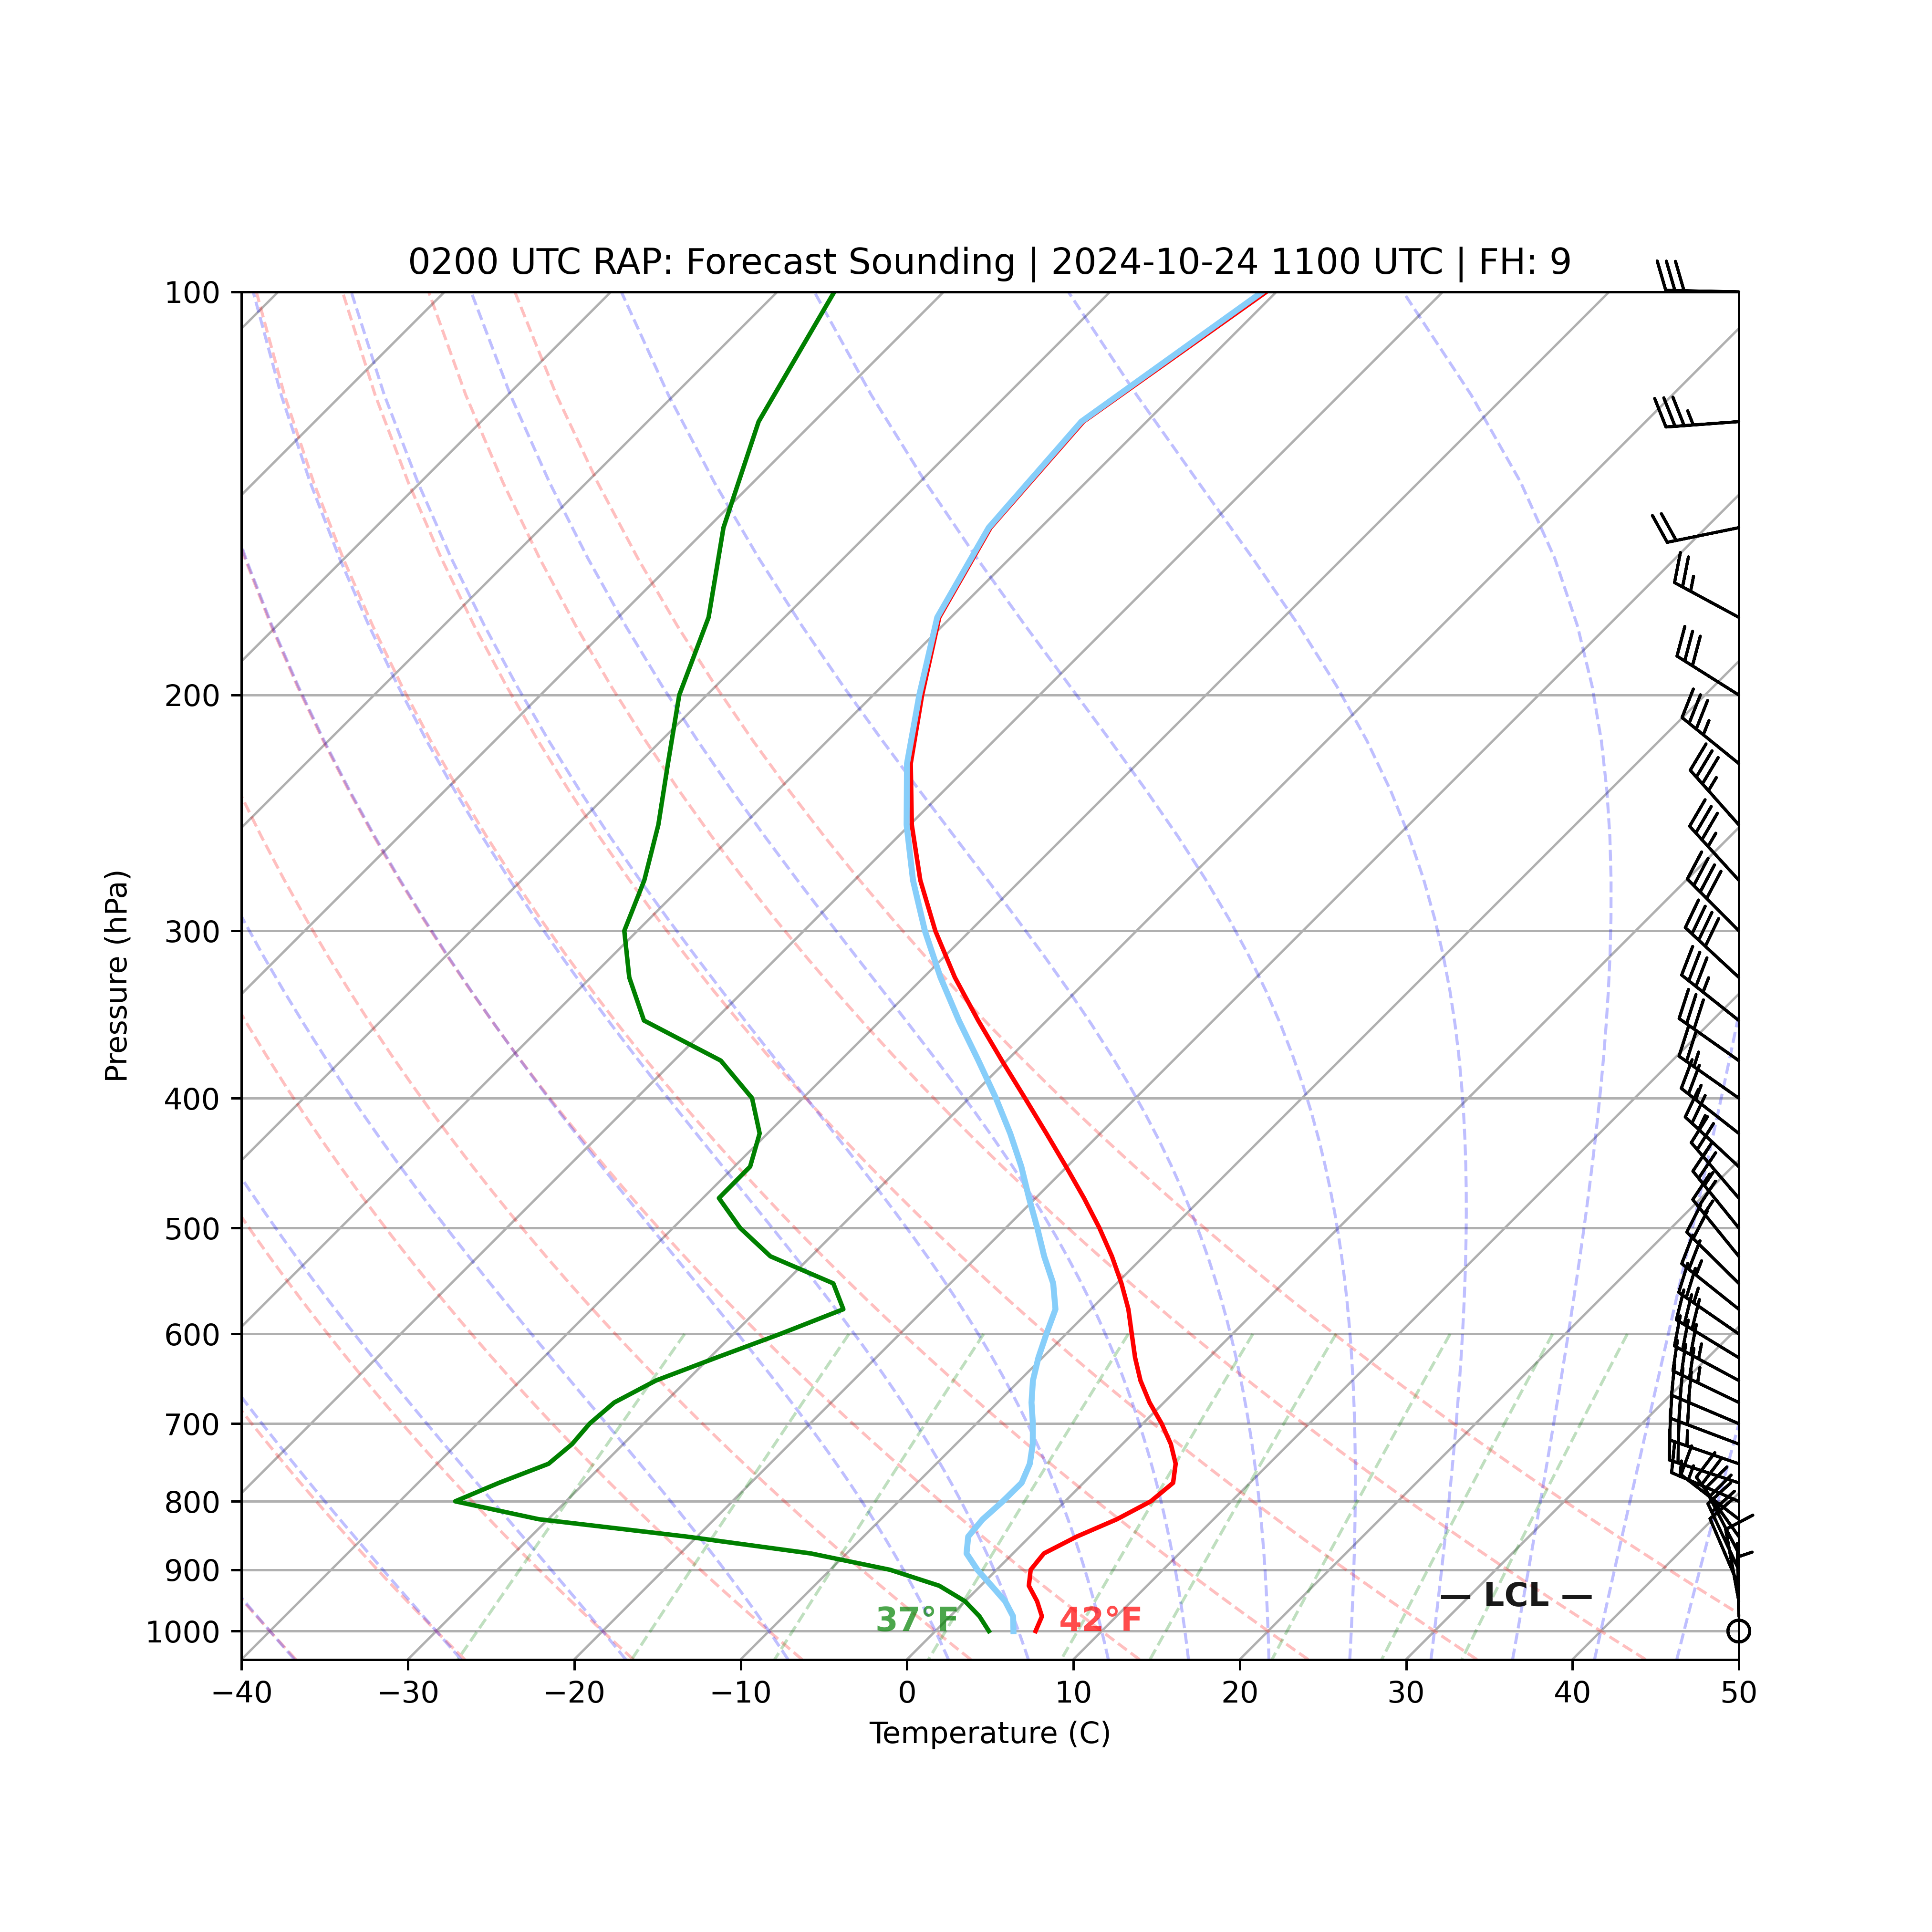 0200 UTC RAP: Forecast Sounding | 2024-10-24 1100 UTC | FH: 9
100
200
300
400
500
600
700
800
900
1000
Pressure (hPa)
37°F
42°F
— LCL —
−40 −30 −20 −10 0 10 20 30 40 50
Temperature (C)